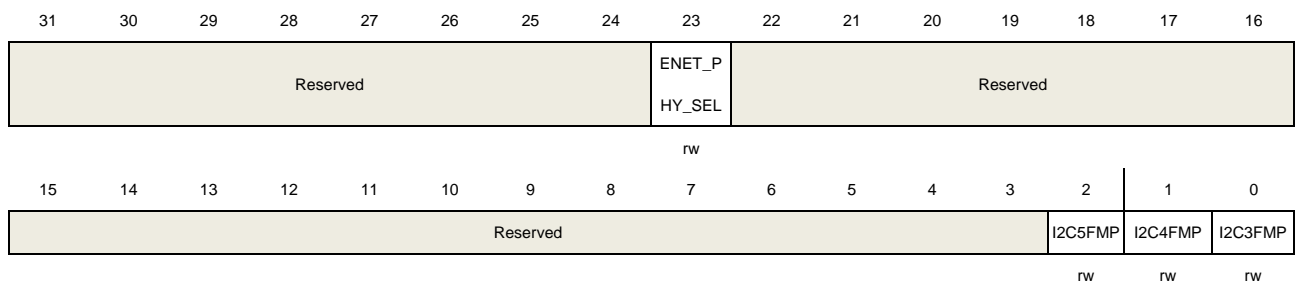 31 30 29 28 27 26 25 24 23 22 21 20 19 18 17 16
Reserved ENET_P
HY_SEL Reserved
rw
15 14 13 12 11 10 9 8 7 6 5 4 3 2 1 0
Reserved I2C5FMP I2C4FMP I2C3FMP
rw rw rw